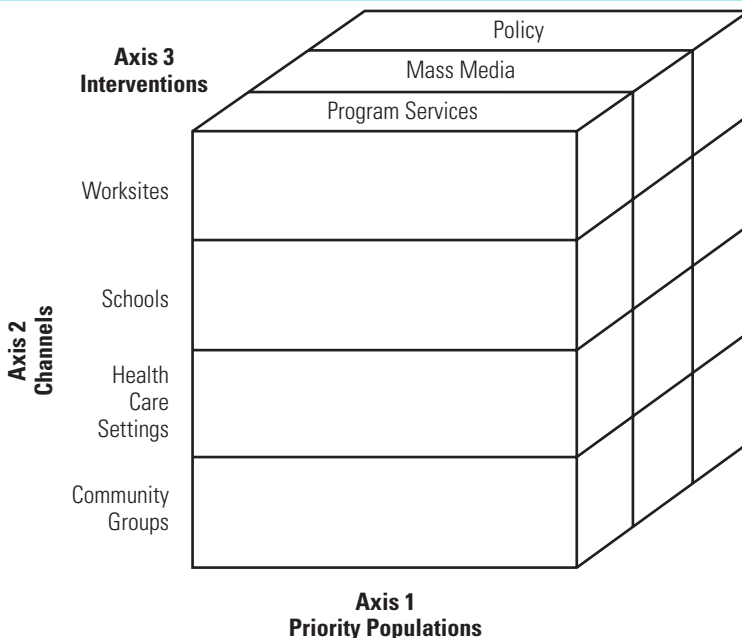 Policy
Axis 3
Interventions
Mass Media
Program Services
Worksites
Schools
Axis 2
Channels
Health
Care
Settings
Community
Groups
Axis 1
Priority Populations